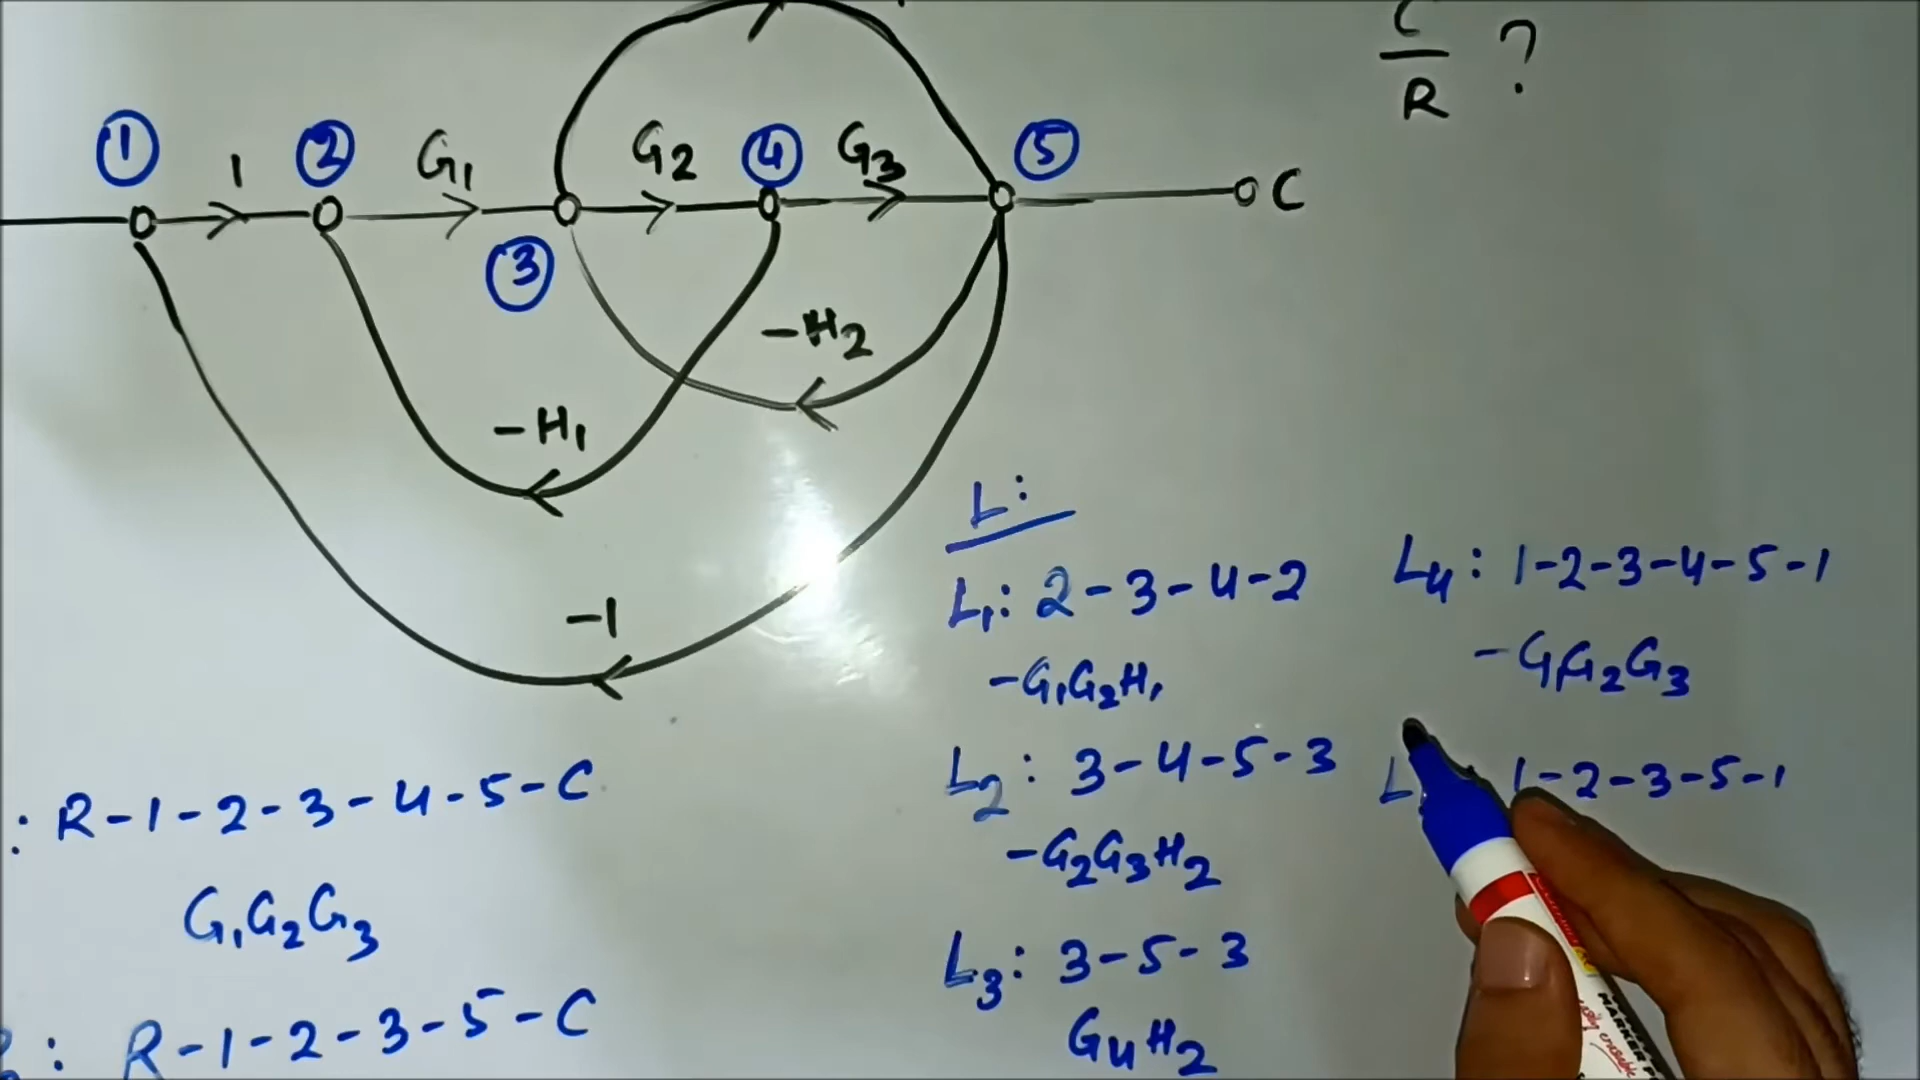 C
R
?
① 1 ② G₁ ③ G₂ ④ G₃ ⑤ C
-H₂
-H₁
-1
L:
L₁: 2-3-4-2
-G₁G₂H₁
L₂: 3-4-5-3
-G₂G₃H₂
L₃: 3-5-3
G₄H₂
L₄: 1-2-3-4-5-1
-G₁G₂G₃
L : 1-2-3-5-1
: R-1-2-3-4-5-C
G₁G₂G₃
: R-1-2-3-5-C
MARKER